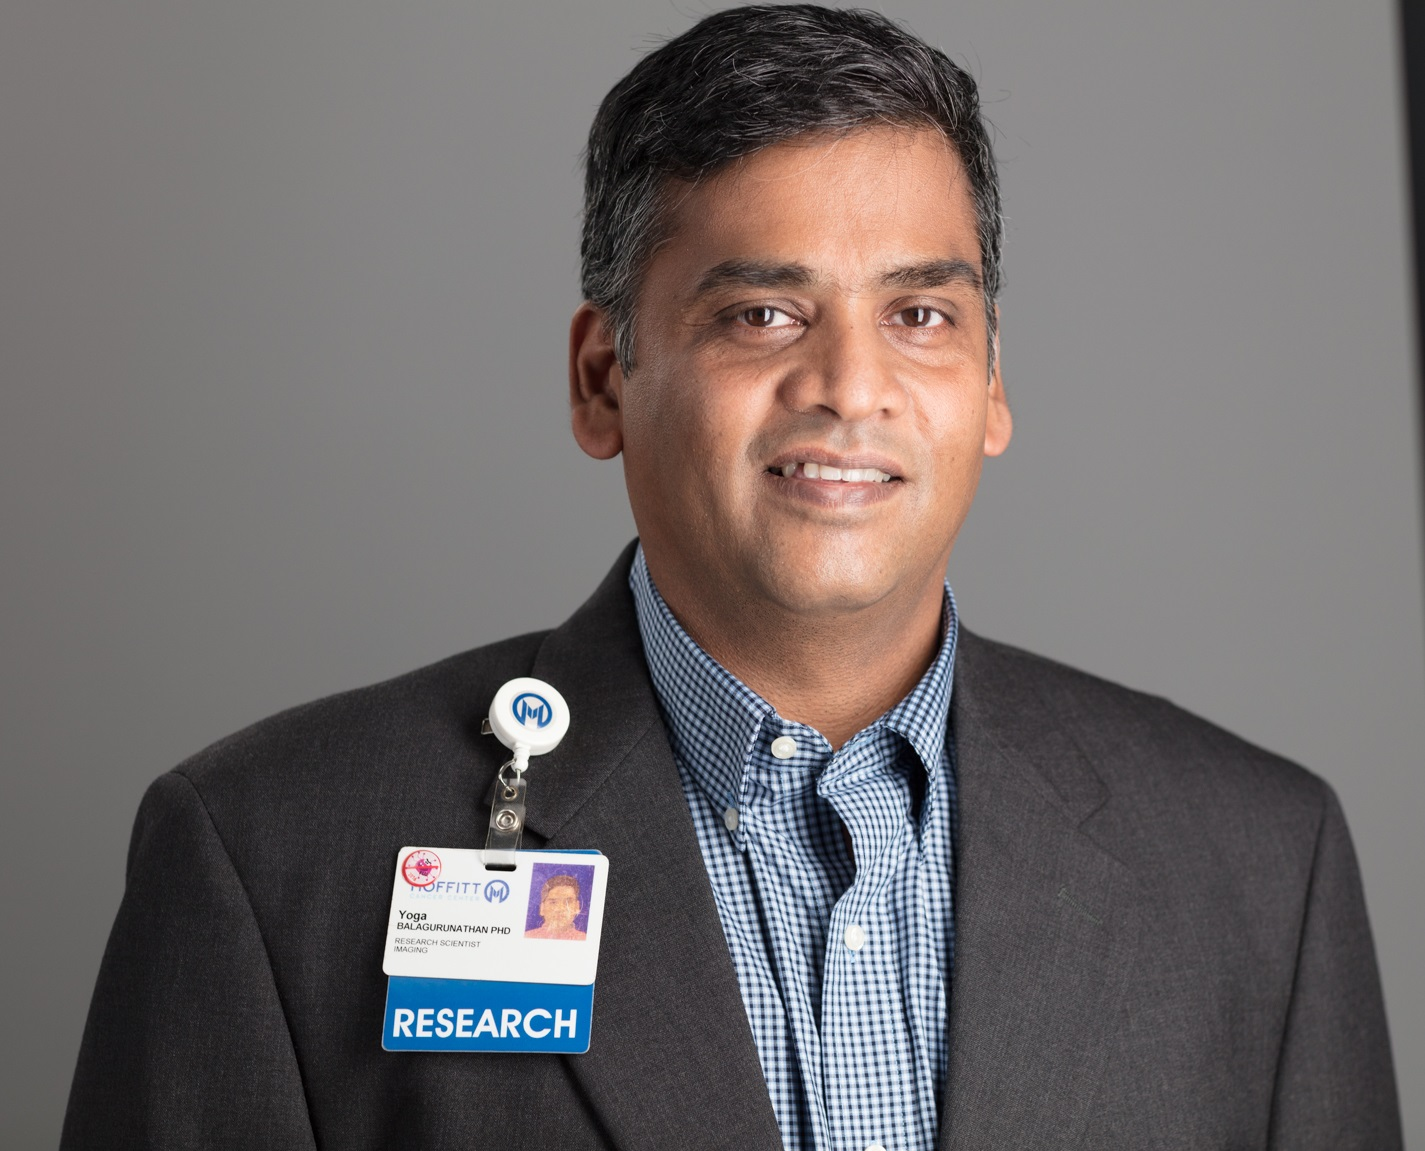 MOFFITT
CANCER CENTER
Yoga
BALAGURUNATHAN PHD
RESEARCH SCIENTIST
IMAGING
RESEARCH